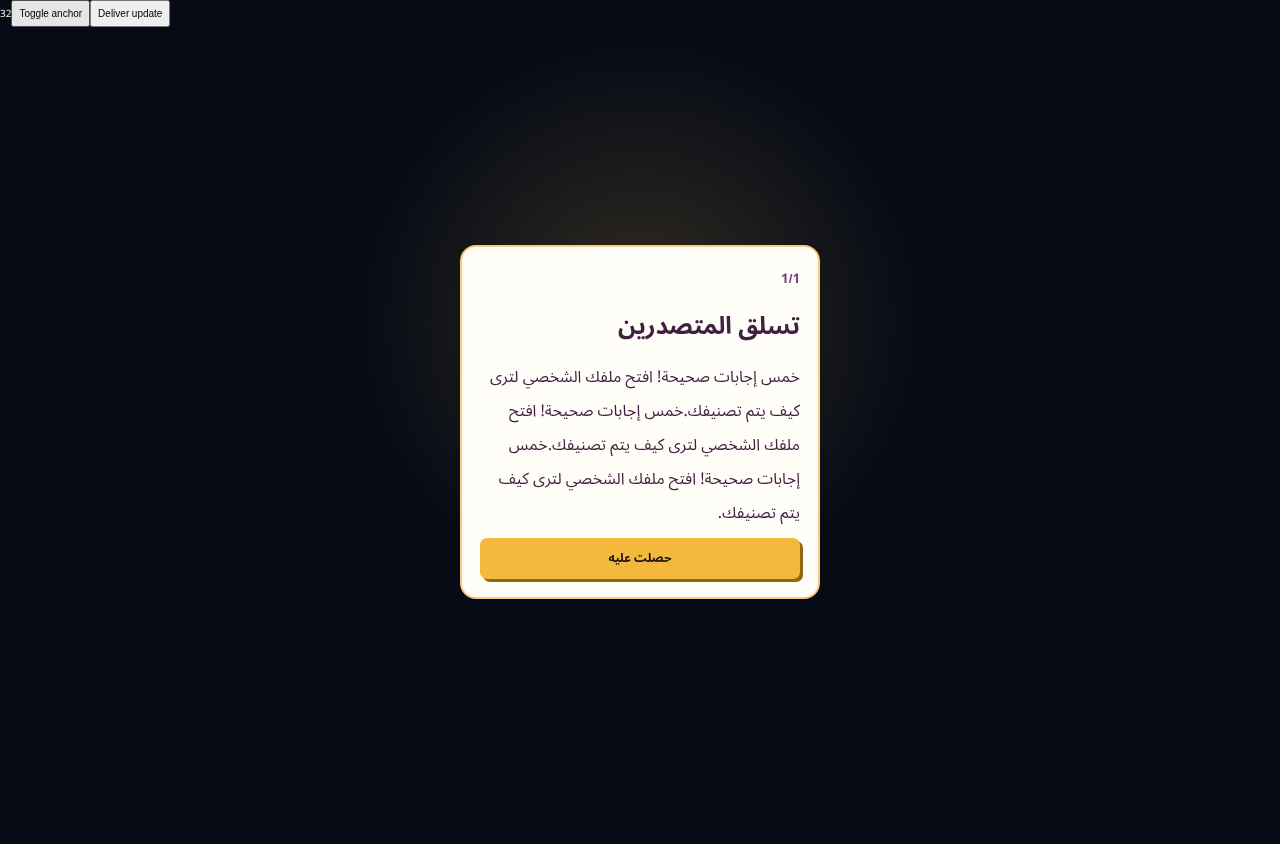 32 Toggle anchor Deliver update
1/1
تسلق المتصدرين
خمس إجابات صحيحة! افتح ملفك الشخصي لترى
كيف يتم تصنيفك.خمس إجابات صحيحة! افتح
ملفك الشخصي لترى كيف يتم تصنيفك.خمس
إجابات صحيحة! افتح ملفك الشخصي لترى كيف
يتم تصنيفك.
حصلت عليه